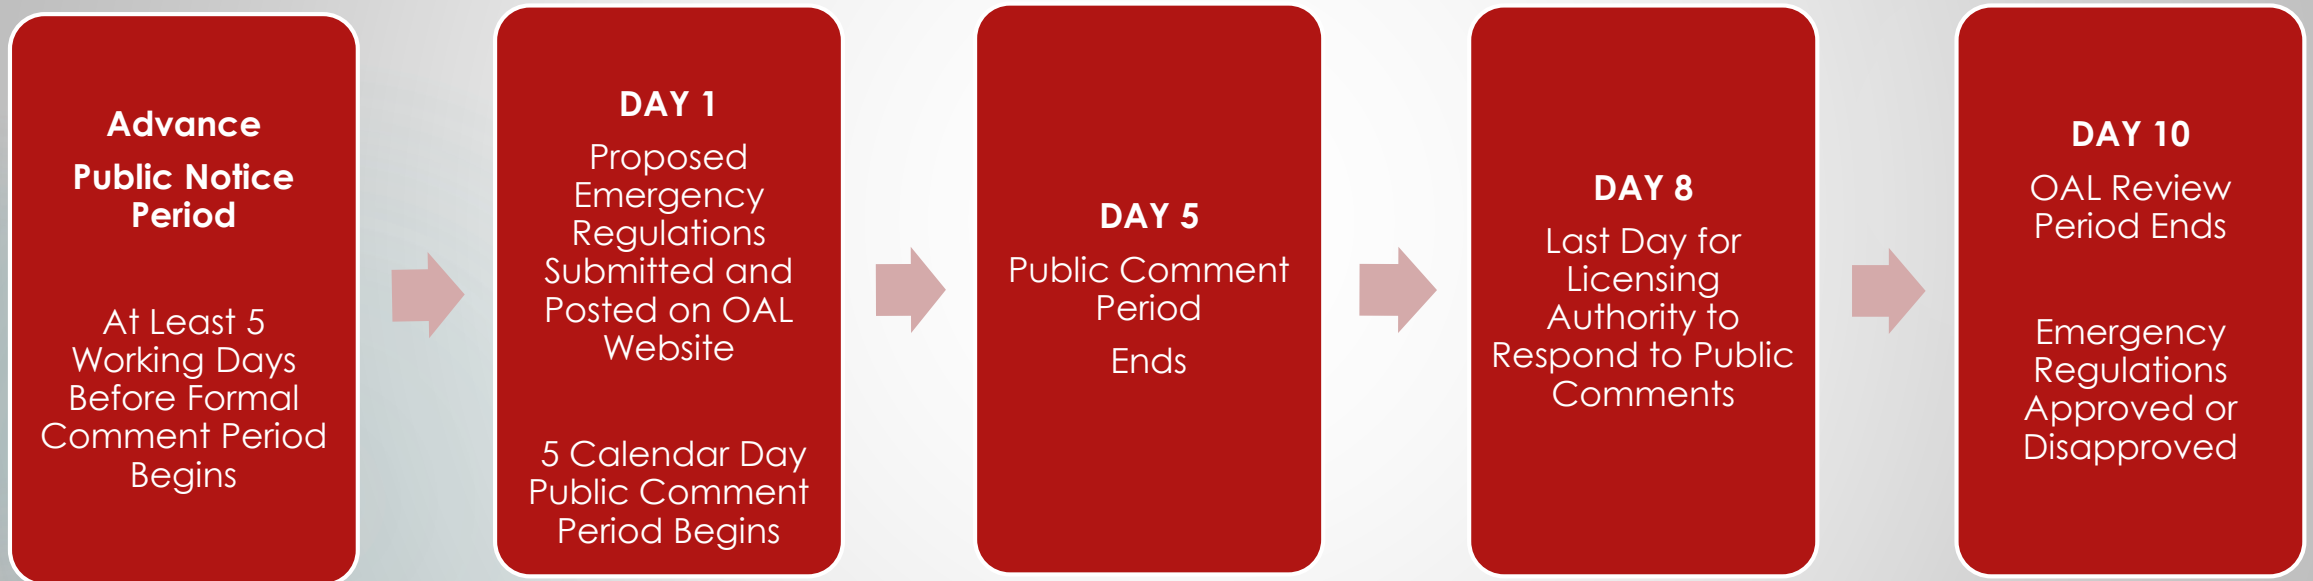 Advance
Public Notice
Period
At Least 5
Working Days
Before Formal
Comment Period
Begins
DAY 1
Proposed
Emergency
Regulations
Submitted and
Posted on OAL
Website
5 Calendar Day
Public Comment
Period Begins
DAY 5
Public Comment
Period
Ends
DAY 8
Last Day for
Licensing
Authority to
Respond to Public
Comments
DAY 10
OAL Review
Period Ends
Emergency
Regulations
Approved or
Disapproved